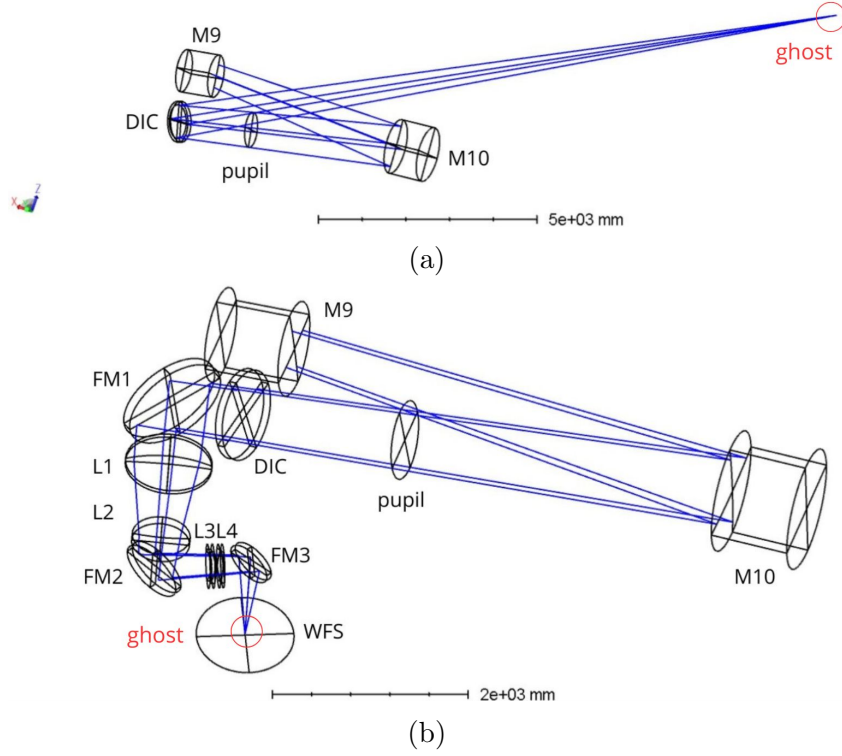 M9
ghost
DIC
pupil
M10
X
Z
5e+03 mm
(a)
M9
FM1
DIC
L1
pupil
L2
L3L4
FM3
FM2
M10
ghost
WFS
2e+03 mm
(b)